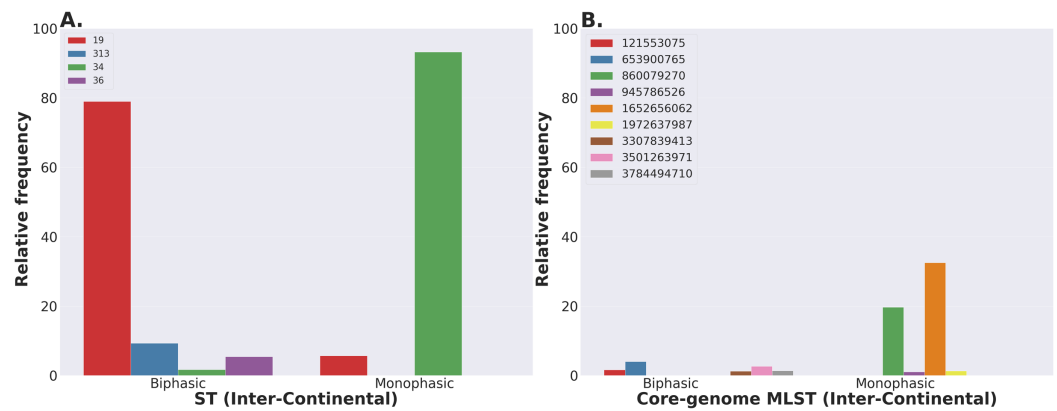 A.
19
313
34
36
100
80
60
40
20
0
Relative frequency
Biphasic
Monophasic
ST (Inter-Continental)
B.
121553075
653900765
860079270
945786526
1652656062
1972637987
3307839413
3501263971
3784494710
100
80
60
40
20
0
Relative frequency
Biphasic
Monophasic
Core-genome MLST (Inter-Continental)